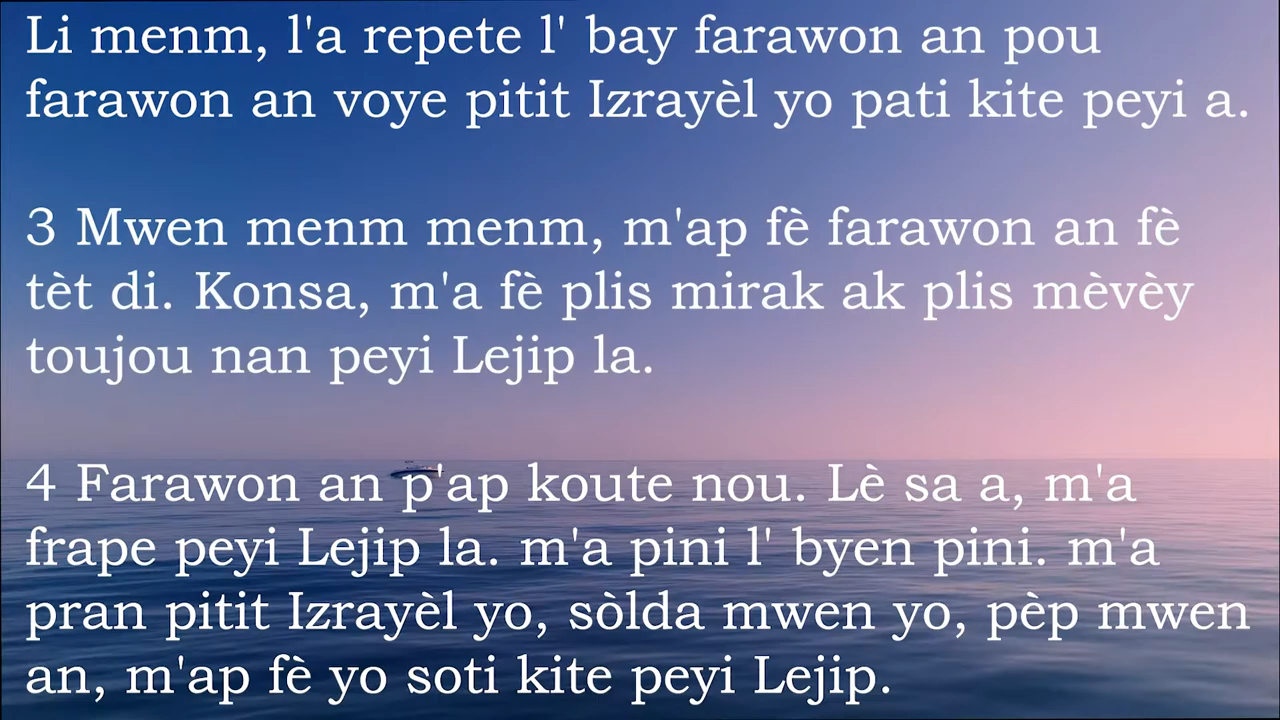 Li menm, l'a repete l' bay farawon an pou
farawon an voye pitit Izrayèl yo pati kite peyi a.
3 Mwen menm menm, m'ap fè farawon an fè
tèt di. Konsa, m'a fè plis mirak ak plis mèvèy
toujou nan peyi Lejip la.
4 Farawon an p'ap koute nou. Lè sa a, m'a
frape peyi Lejip la. m'a pini l' byen pini. m'a
pran pitit Izrayèl yo, sòlda mwen yo, pèp mwen
an, m'ap fè yo soti kite peyi Lejip.